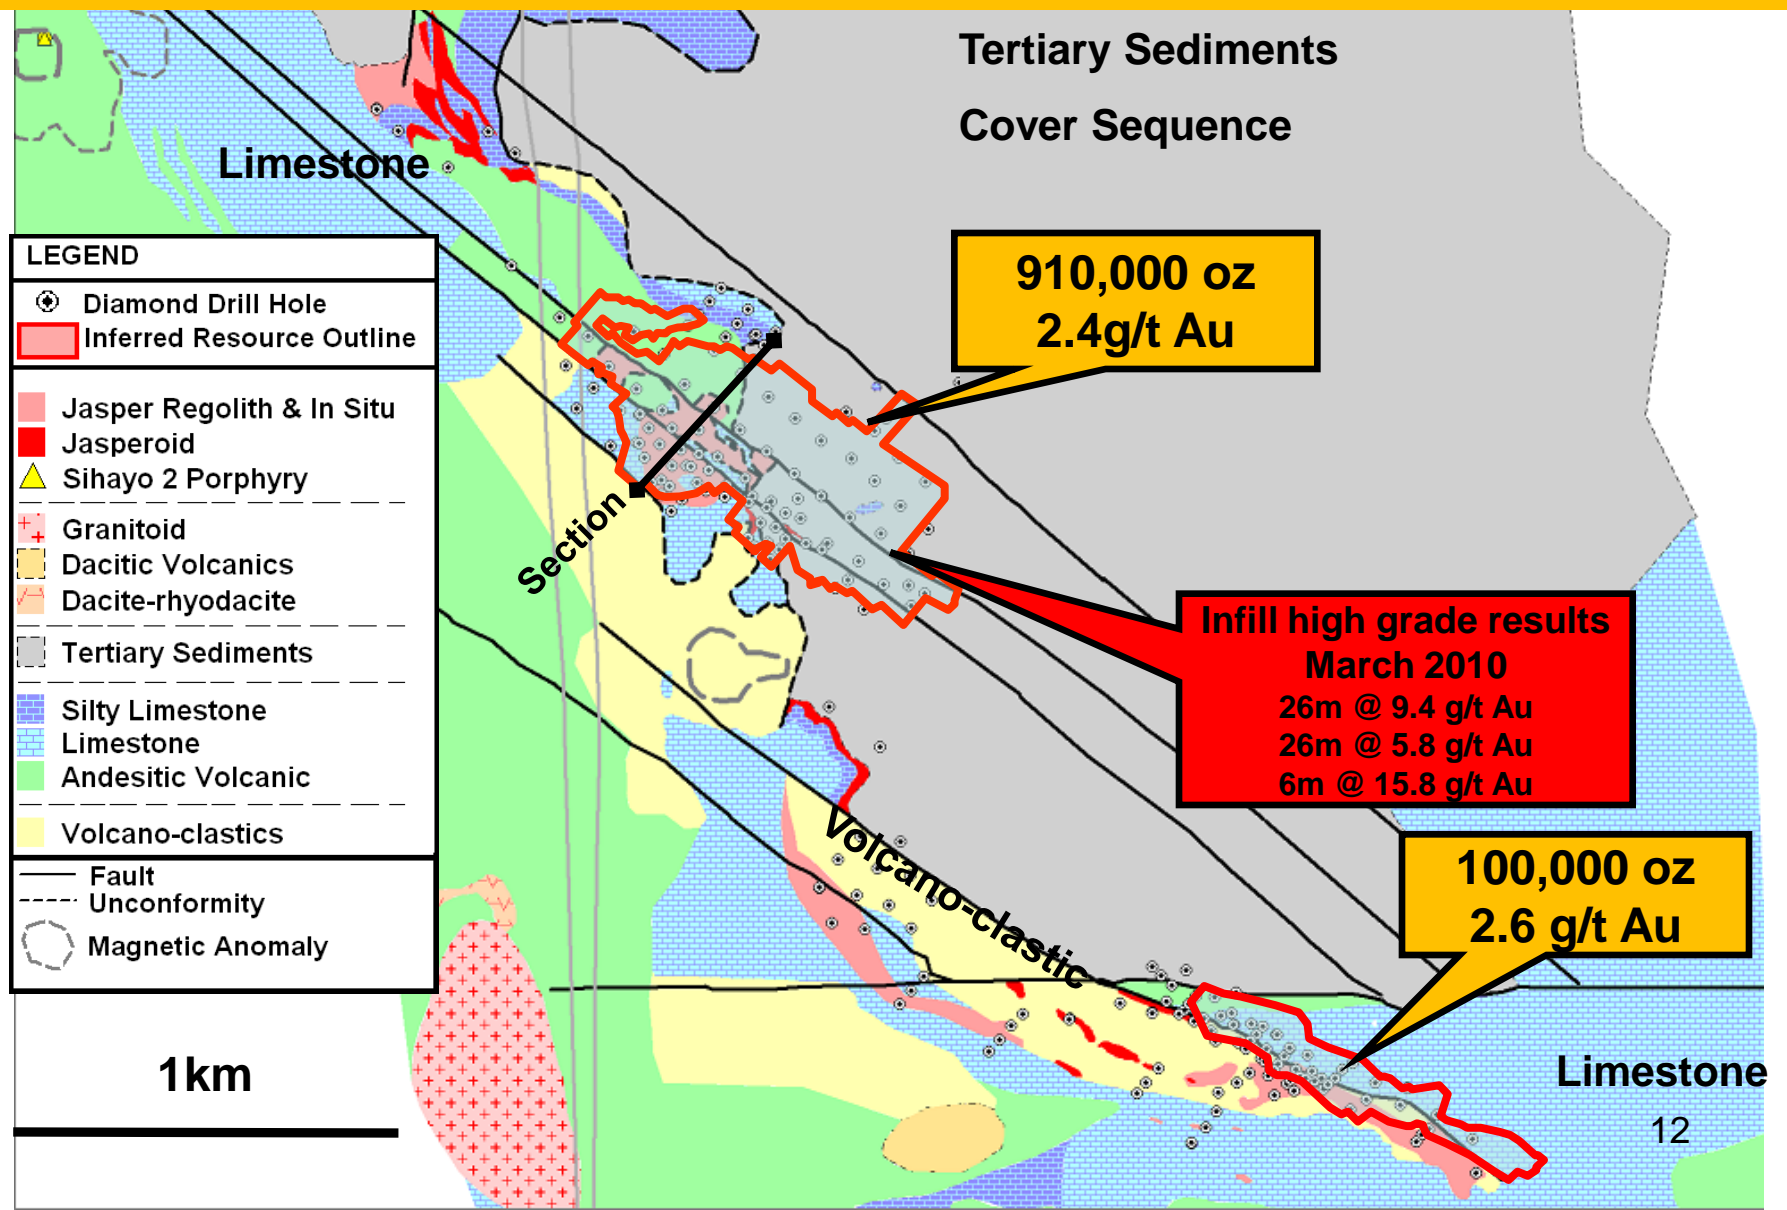 Tertiary Sediments
Cover Sequence
Limestone
LEGEND
Diamond Drill Hole
Inferred Resource Outline
Jasper Regolith & In Situ
Jasperoid
Sihayo 2 Porphyry
Granitoid
Dacitic Volcanics
Dacite-rhyodacite
Tertiary Sediments
Silty Limestone
Limestone
Andesitic Volcanic
Volcano-clastics
Fault
Unconformity
Magnetic Anomaly
910,000 oz
2.4g/t Au
Section
Infill high grade results
March 2010
26m @ 9.4 g/t Au
26m @ 5.8 g/t Au
6m @ 15.8 g/t Au
Volcano-clastic
100,000 oz
2.6 g/t Au
1km
Limestone
12